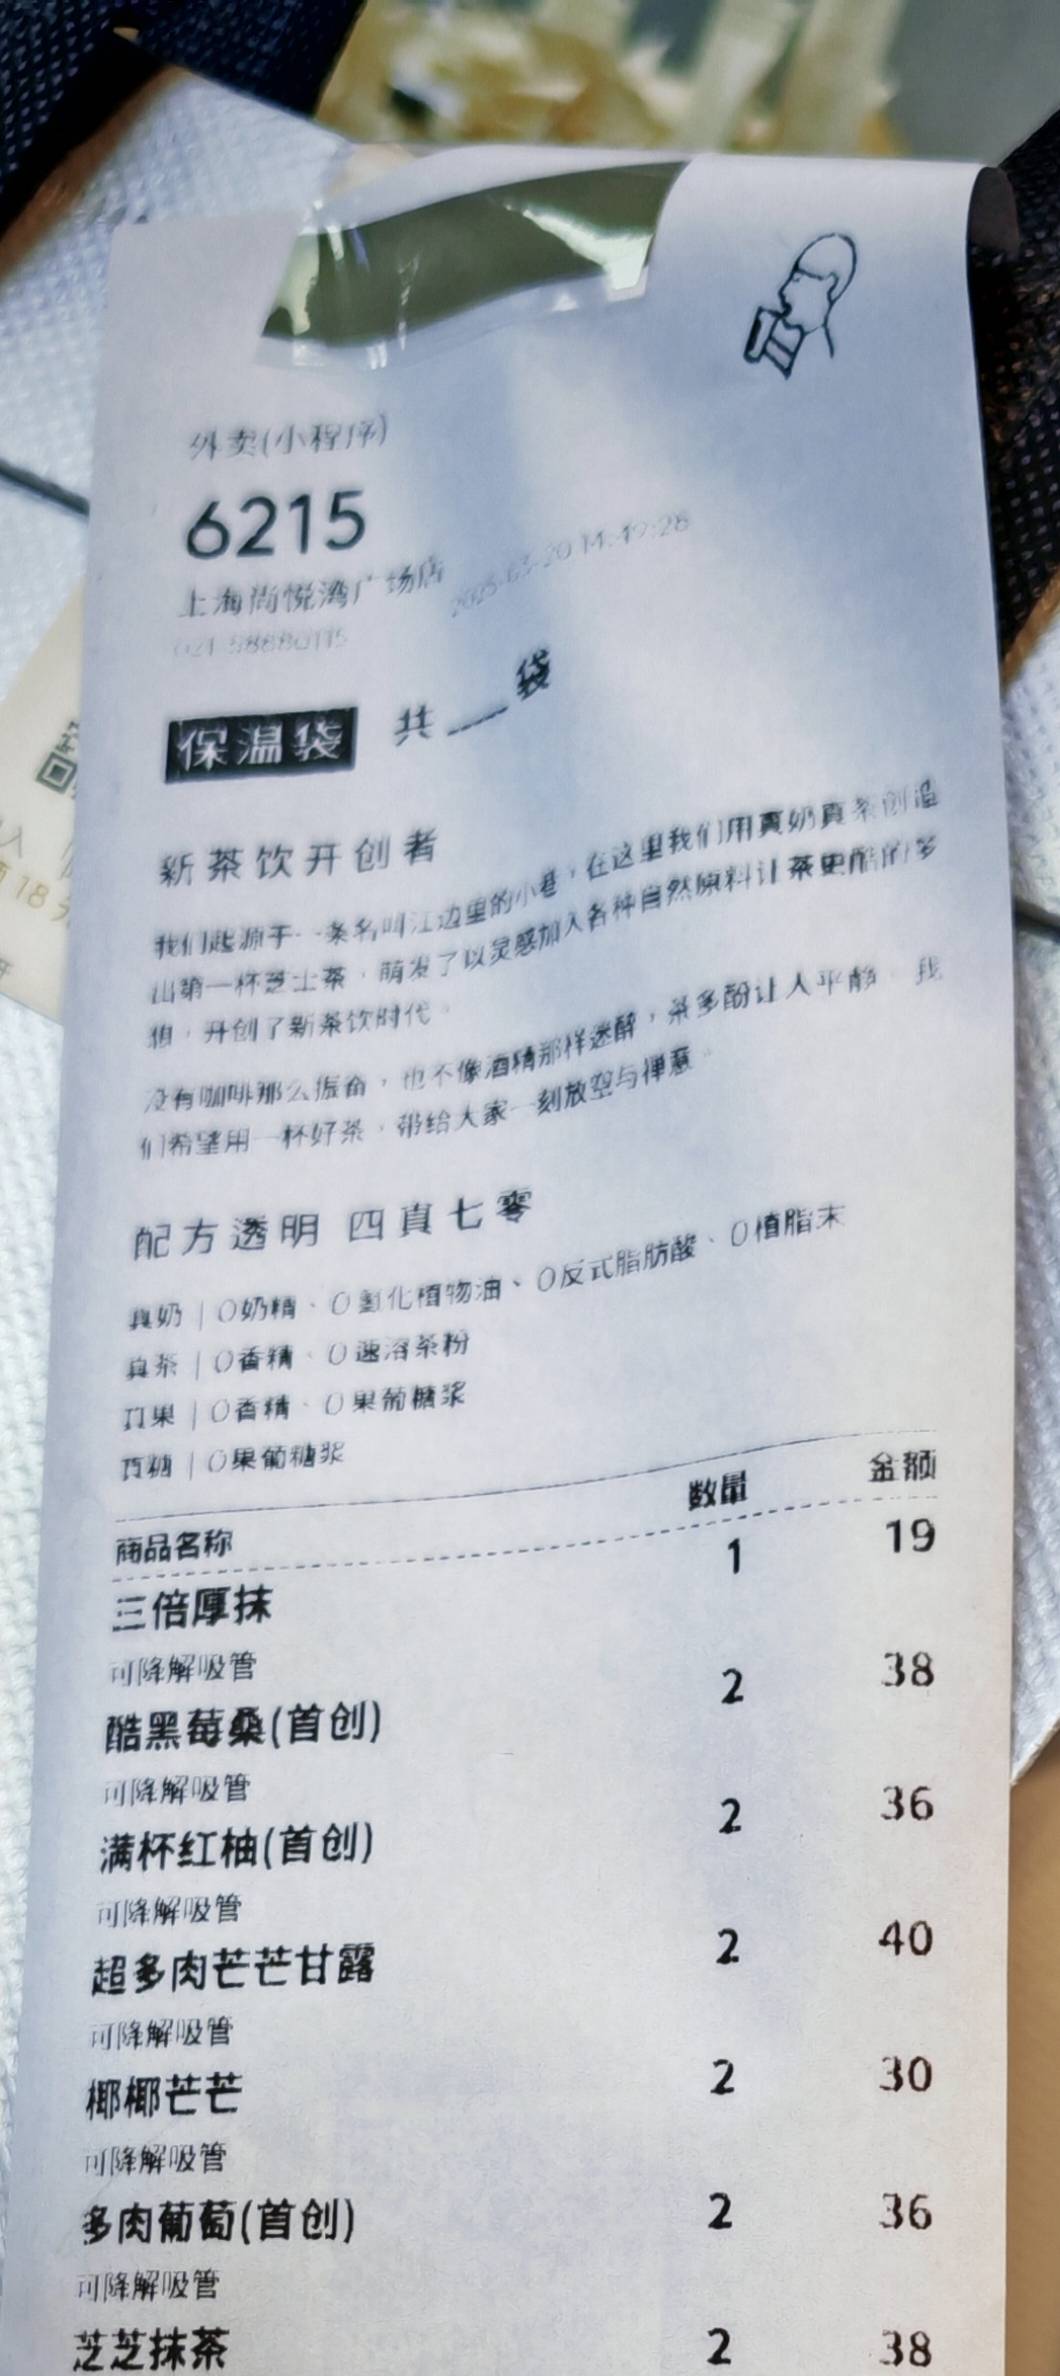 外卖(小程序)
6215
上海尚悦湾广场店 2025-03-20 14:49:28
021-58880115
保温袋 共___袋
新茶饮开创者
我们起源于一条名叫江边里的小巷，在这里我们用真奶真茶创造
出第一杯芝士茶，萌发了以灵感加入各种自然原料让茶更酷的梦
想，开创了新茶饮时代。
没有咖啡那么振奋，也不像酒精那样迷醉，茶多酚让人平静 我
们希望用一杯好茶，带给大家一刻放空与禅意。
配方透明 四真七零
真奶 | 0奶精、0氢化植物油、0反式脂肪酸、0植脂末
真茶 | 0香精、0速溶茶粉
真果 | 0香精、0果葡糖浆
真糖 | 0果葡糖浆
商品名称 数量 金额
三倍厚抹 1 19
可降解吸管
酷黑莓桑(首创) 2 38
可降解吸管
满杯红柚(首创) 2 36
可降解吸管
超多肉芒芒甘露 2 40
可降解吸管
椰椰芒芒 2 30
可降解吸管
多肉葡萄(首创) 2 36
可降解吸管
芝芝抹茶 2 38